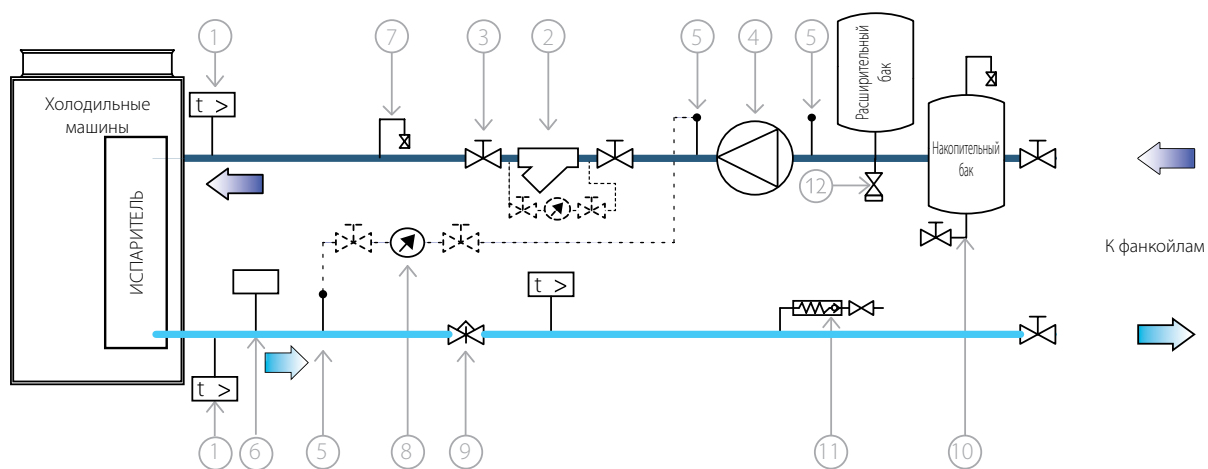 1
7
3
2
5
4
5
Расширительный
бак
Холодильные
машины
t >
Накопительный
бак
12
ИСПАРИТЕЛЬ
К фанкойлам
t >
t >
1
6
5
8
9
11
10